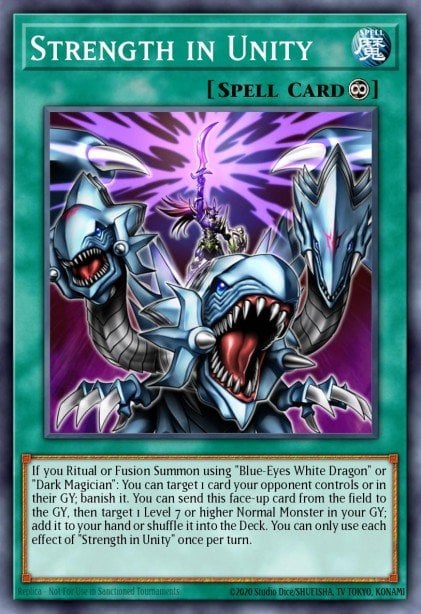 STRENGTH IN UNITY
SPELL
魔
[SPELL CARD]
If you Ritual or Fusion Summon using "Blue-Eyes White Dragon" or
"Dark Magician": You can target 1 card your opponent controls or in
their GY; banish it. You can send this face-up card from the field to
the GY, then target 1 Level 7 or higher Normal Monster in your GY;
add it to your hand or shuffle it into the Deck. You can only use each
effect of "Strength in Unity" once per turn.
Replica - Not For Use in Sanctioned Tournaments
©2020 Studio Dice/SHUEISHA, TV TOKYO, KONAMI